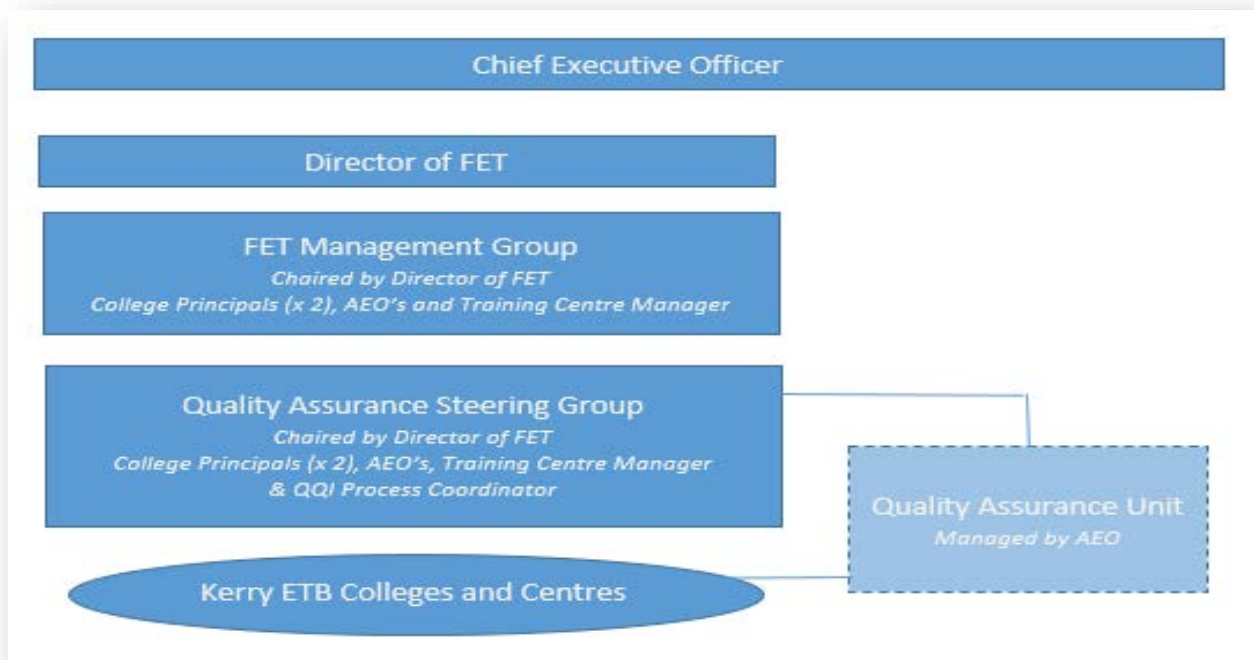 Chief Executive Officer
Director of FET
FET Management Group
Chaired by Director of FET
College Principals (x 2), AEO's and Training Centre Manager
Quality Assurance Steering Group
Chaired by Director of FET
College Principals (x 2), AEO's, Training Centre Manager
& QQI Process Coordinator
Quality Assurance Unit
Managed by AEO
Kerry ETB Colleges and Centres